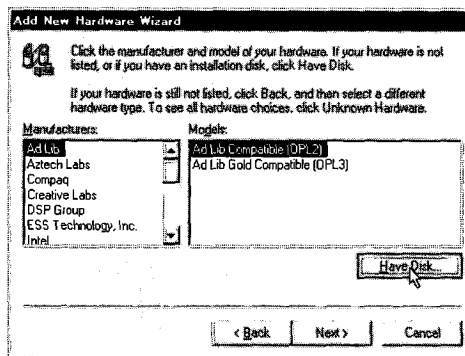 Add New Hardware Wizard
Click the manufacturer and model of your hardware. If your hardware is not
listed, or if you have an installation disk, click Have Disk.
If your hardware is still not listed, click Back, and then select a different
hardware type. To see all hardware choices, click Unknown Hardware.
Manufacturers:
Ad Lib
Aztech Labs
Compaq
Creative Labs
DSP Group
ESS Technology, Inc.
Intel
Models:
Ad Lib Compatible (OPL2)
Ad Lib Gold Compatible (OPL3)
Have Disk...
< Back
Next >
Cancel